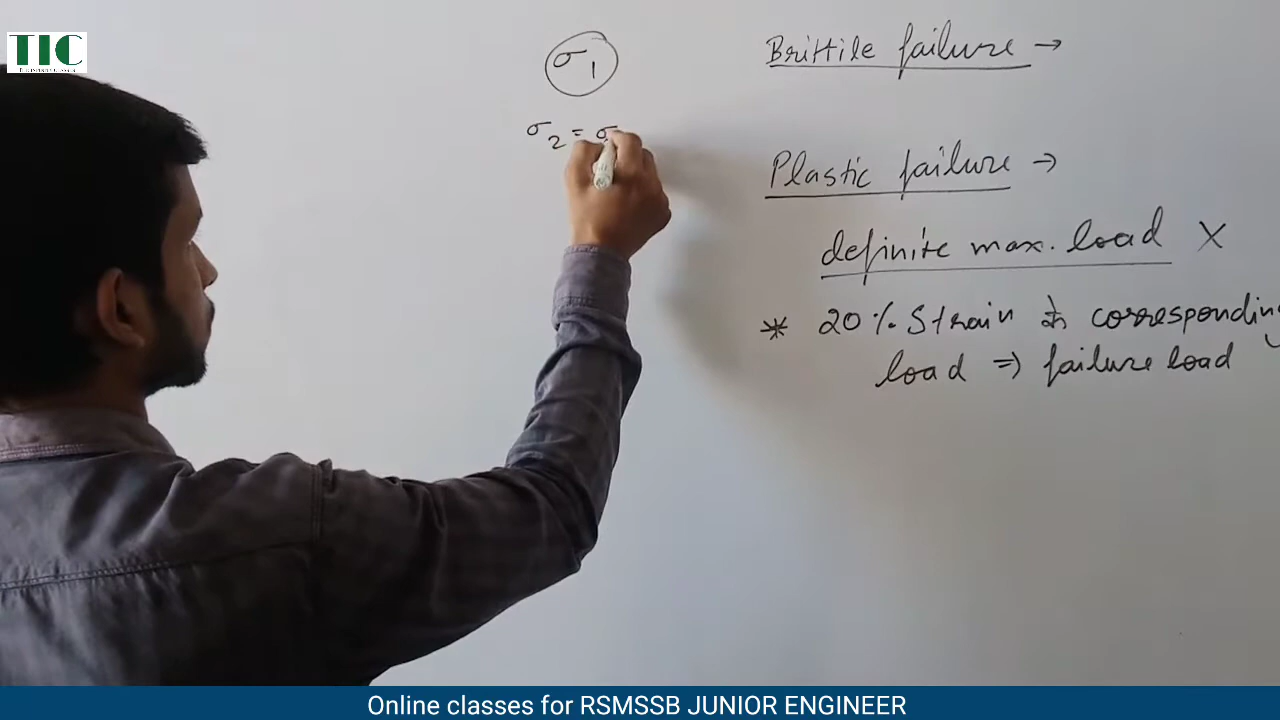 TIC
σ1
σ2 = σ
Brittile failure →
Plastic failure →
definite max. load X
* 20% Strain corresponding
load ⇒ failure load
Online classes for RSMSSB JUNIOR ENGINEER